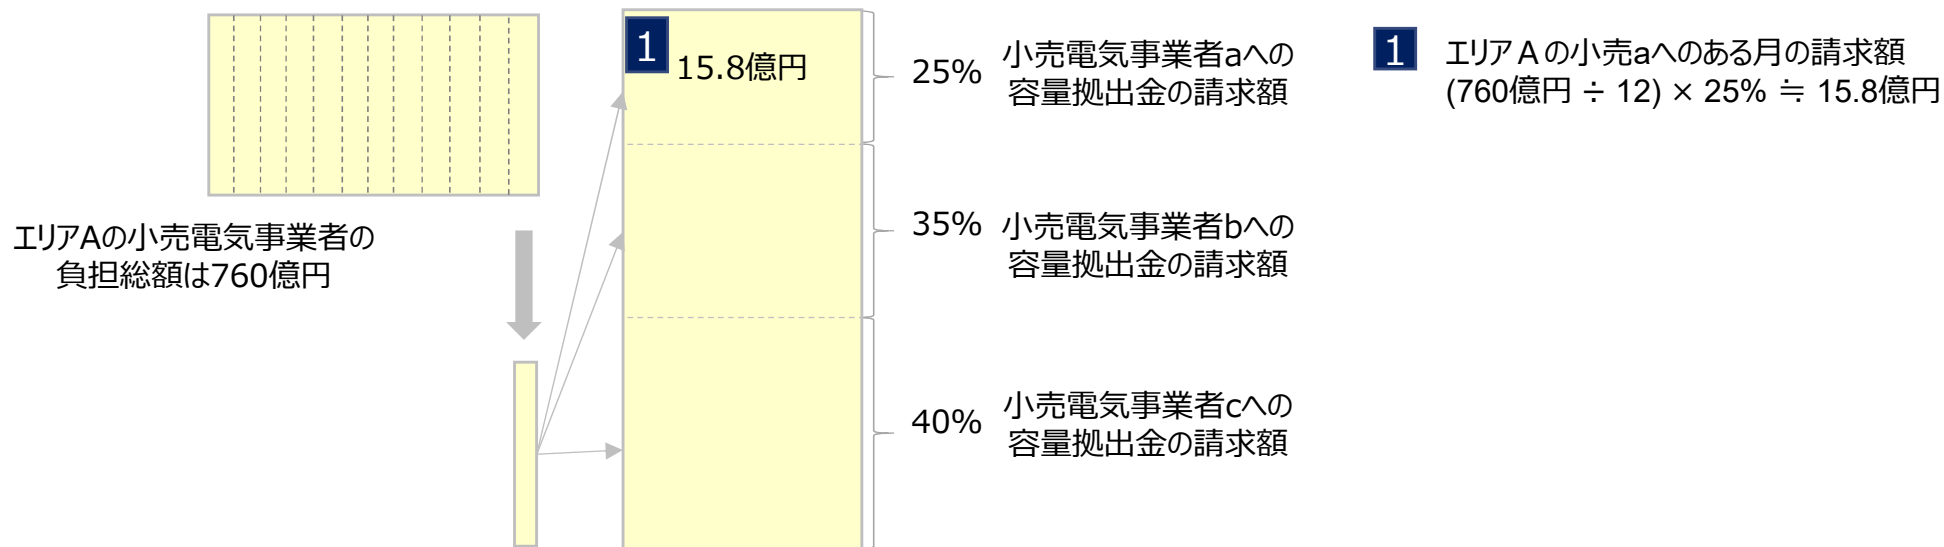 エリアAの小売電気事業者の
負担総額は760億円
1
15.8億円
25%
小売電気事業者aへの
容量拠出金の請求額
35%
小売電気事業者bへの
容量拠出金の請求額
40%
小売電気事業者cへの
容量拠出金の請求額
1
エリアAの小売aへのある月の請求額
(760億円 ÷ 12) × 25% ≒ 15.8億円